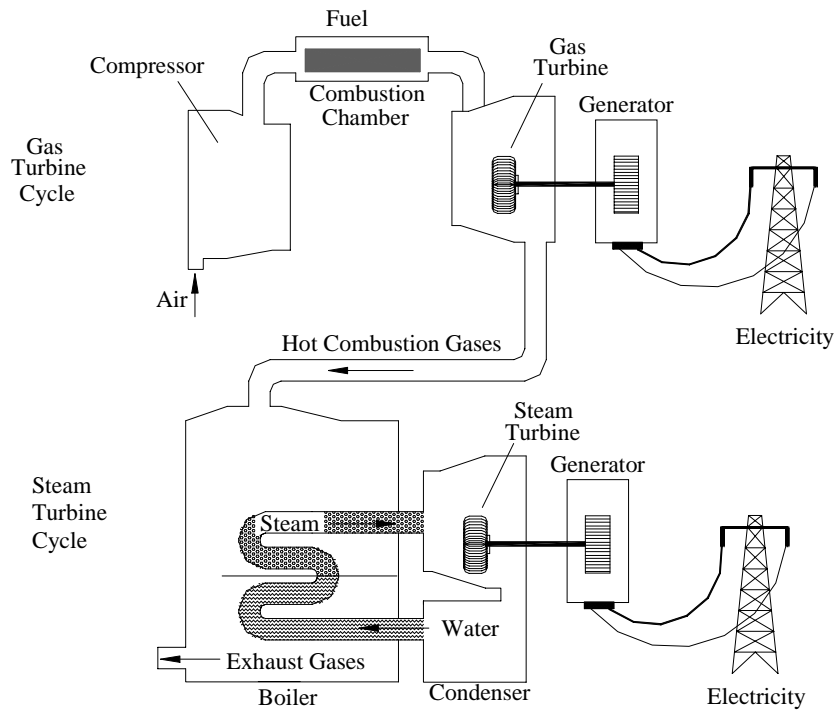 Fuel
Compressor
Combustion
Chamber
Gas
Turbine
Generator
Gas
Turbine
Cycle
Air
Electricity
Hot Combustion Gases
Steam
Turbine
Generator
Steam
Turbine
Cycle
Steam
Water
Exhaust Gases
Boiler
Condenser
Electricity